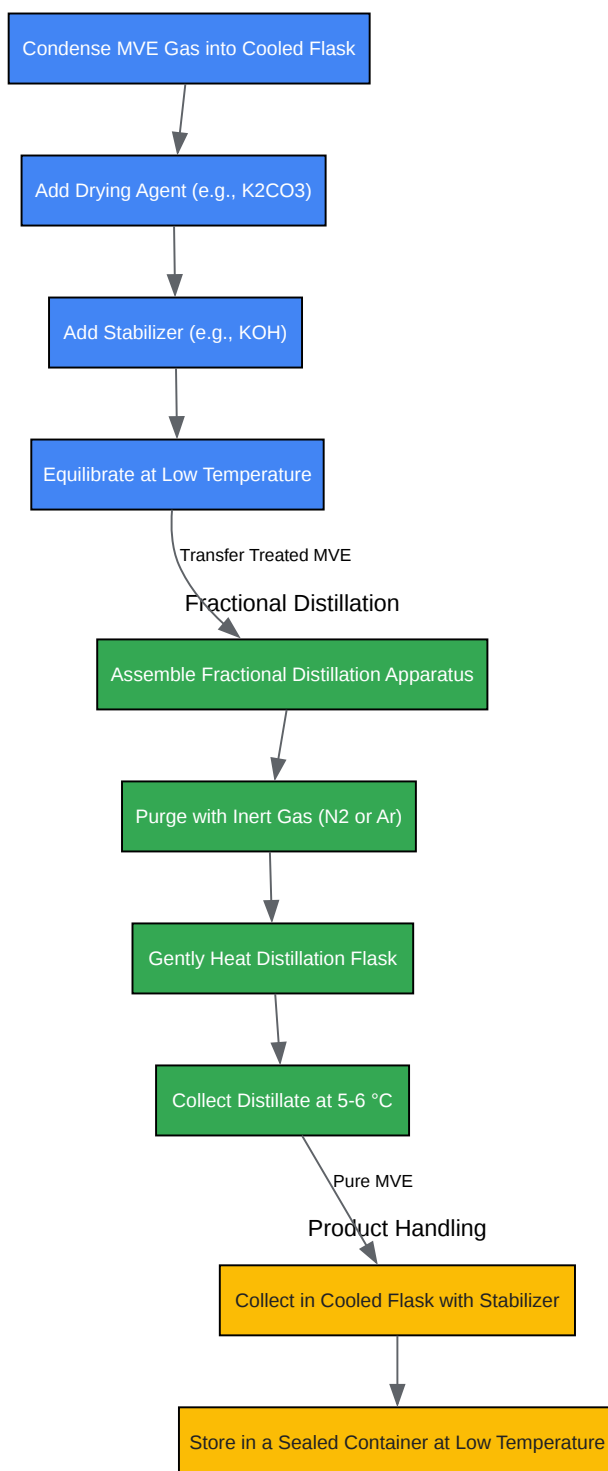 Condense MVE Gas into Cooled Flask
Add Drying Agent (e.g., K2CO3)
Add Stabilizer (e.g., KOH)
Equilibrate at Low Temperature
Transfer Treated MVE
Fractional Distillation
Assemble Fractional Distillation Apparatus
Purge with Inert Gas (N2 or Ar)
Gently Heat Distillation Flask
Collect Distillate at 5-6 °C
Pure MVE
Product Handling
Collect in Cooled Flask with Stabilizer
Store in a Sealed Container at Low Temperature